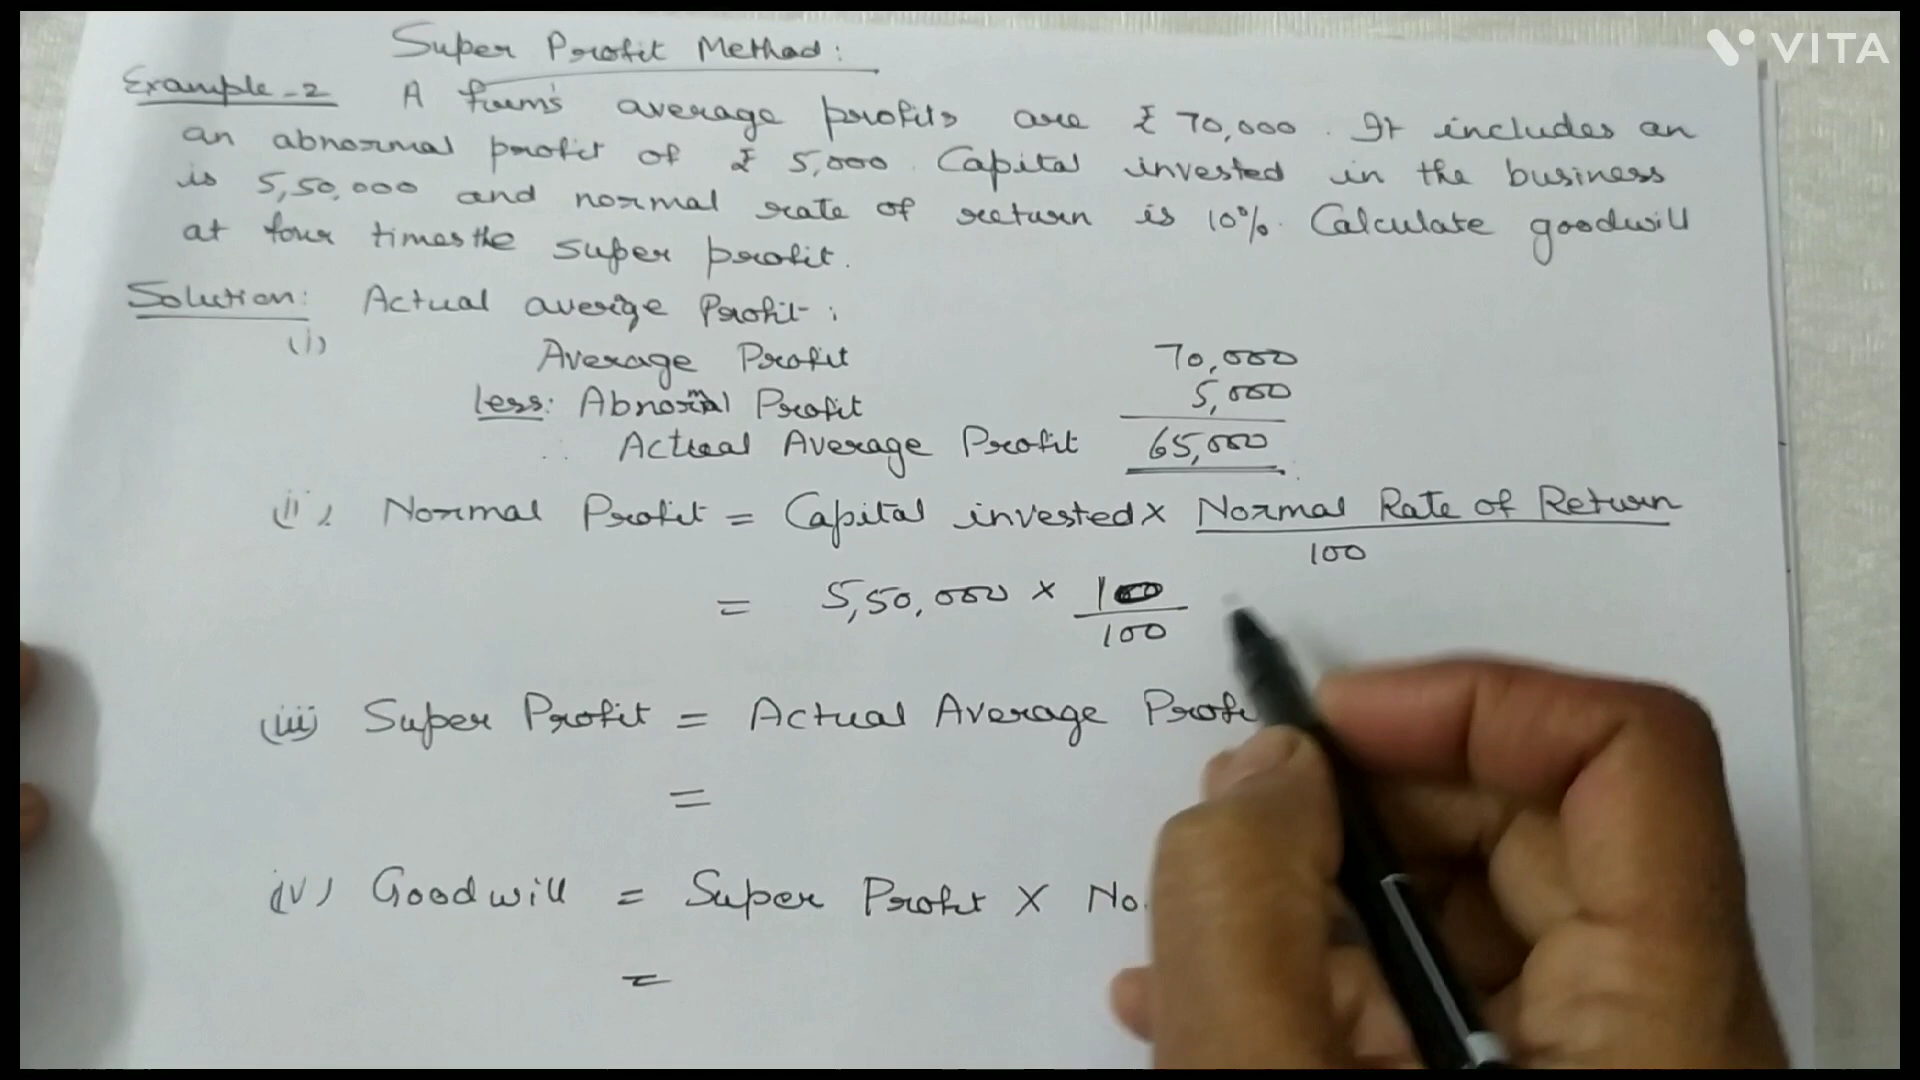 VITA
Super Profit Method:
Example-2 A firm's average profits are ₹ 70,000. It includes an
an abnormal profit of ₹ 5,000. Capital invested in the business
is 5,50,000 and normal rate of return is 10%. Calculate goodwill
at four times the super profit.
Solution: Actual average Profit:
(i) Average Profit 70,000
less: Abnormal Profit 5,000
∴ Actual Average Profit 65,000
(ii) Normal Profit = Capital invested × Normal Rate of Return
100
= 5,50,000 × 10
100
(iii) Super Profit = Actual Average Profi
=
(iv) Goodwill = Super Profit × No.
=